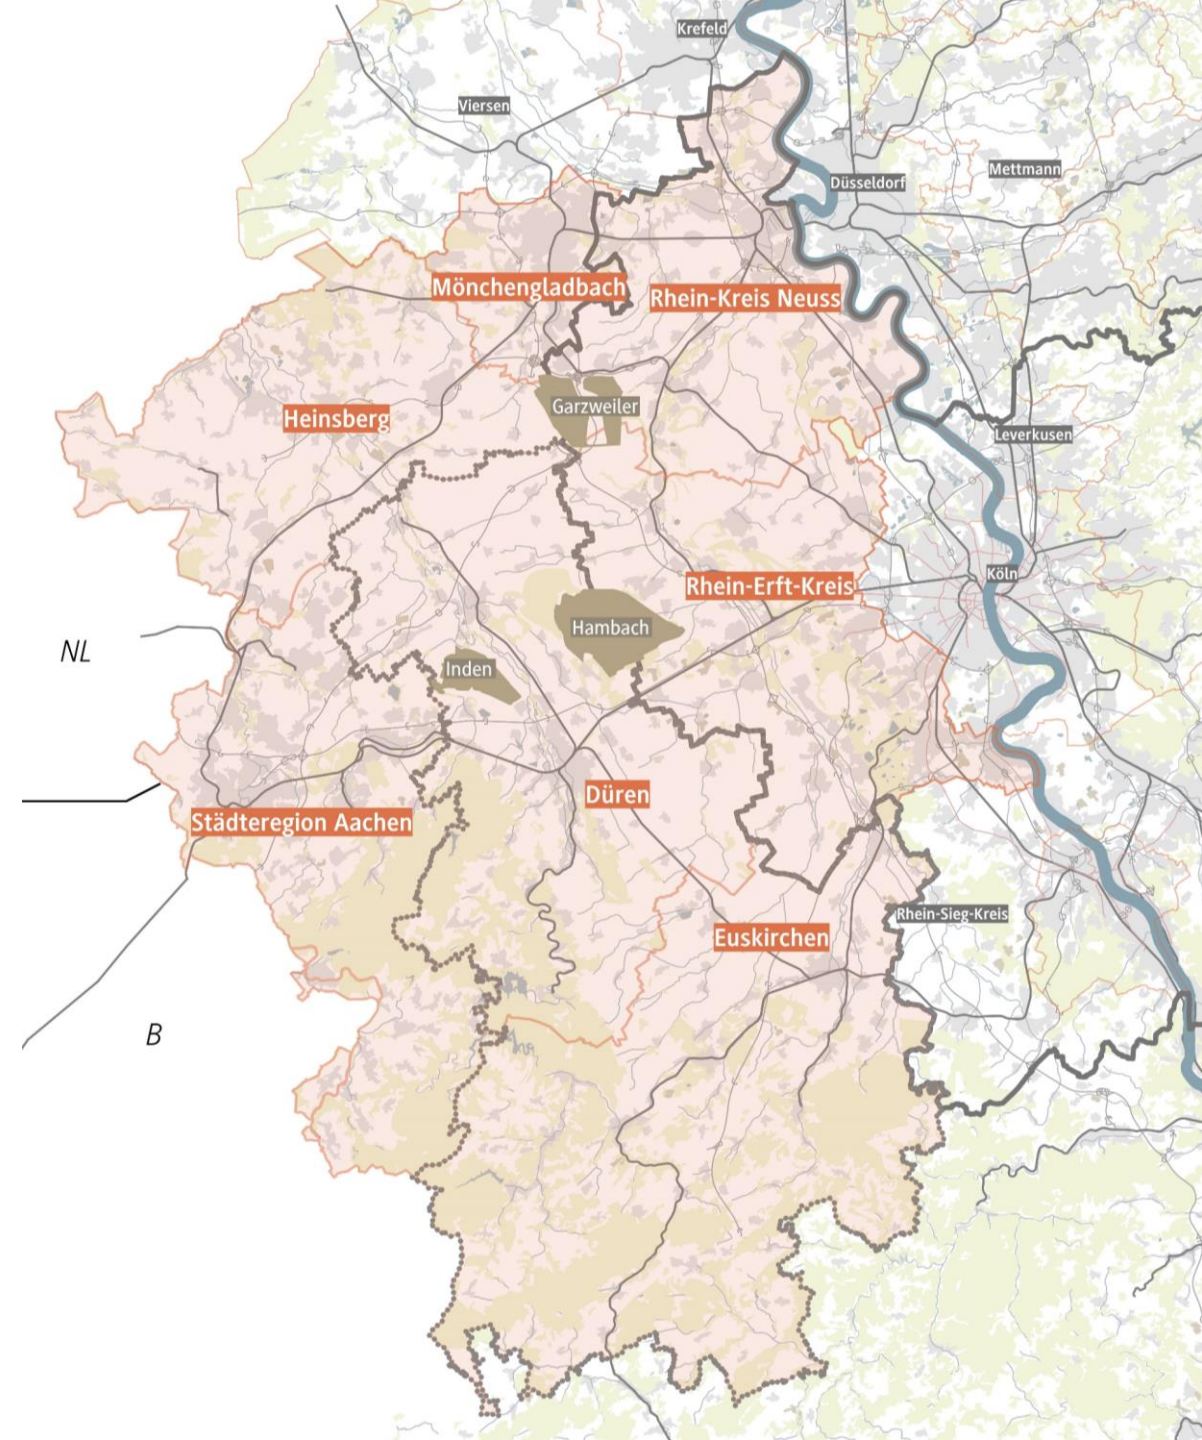 Krefeld
Viersen
Mettmann
Düsseldorf
Mönchengladbach
Rhein-Kreis Neuss
Garzweiler
Heinsberg
Leverkusen
Köln
Rhein-Erft-Kreis
Hambach
NL
Inden
Düren
Städteregion Aachen
Rhein-Sieg-Kreis
Euskirchen
B